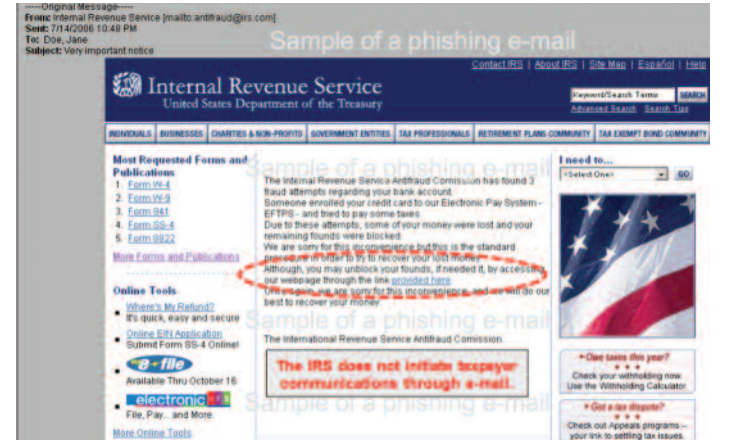 -----Original Message-----
From: Internal Revenue Service [mailto:antifraud@irs.com]
Sent: 7/14/2006 10:48 PM
To: Doe, Jane
Subject: Very important notice
Sample of a phishing e-mail
Contact IRS | About IRS | Site Map | Español | Help
Internal Revenue Service
United States Department of the Treasury
Keyword/Search Terms
SEARCH
Advanced Search Search Tips
INDIVIDUALS BUSINESSES CHARITIES & NON-PROFITS GOVERNMENT ENTITIES TAX PROFESSIONALS RETIREMENT PLANS COMMUNITY TAX EXEMPT BOND COMMUNITY
Most Requested Forms and
Publications
1. Form W-4
2. Form W-9
3. Form 941
4. Form SS-4
5. Form 8822
More Forms and Publications
Online Tools
Where's My Refund?
It's quick, easy and secure
Online EIN Application
Submit Form SS-4 Online!
e-file
Available Thru October 16
electronic
File, Pay... and More
More Online Tools
Sample of a phishing e-mail
The Internal Revenue Service Antifraud Comission has found 3
fraud attempts regarding your bank account.
Someone enrolled your credit card to our Electronic Pay System -
EFTPS - and tried to pay some taxes.
Due to these attempts, some of your money were lost and your
remaining founds were blocked.
We are sorry for this inconvenience but this is the standard
procedure in order to try to recover your lost money.
Although, you may unblock your founds, if needed it, by accessing
our webpage through the link provided here.
Once again, we are sorry for this inconvenience, and we will do our
best to recover your money.
Sample of a phishing e-mail
The International Revenue Service Antifraud Comission.
The IRS does not initiate taxpayer
communications through e-mail.
Sample of a phishing e-mail
I need to...
<Select One>
GO
Owe taxes this year?
Check your withholding now.
Use the Withholding Calculator.
Got a tax dispute?
Check out Appeals programs –
your link to settling tax issues.